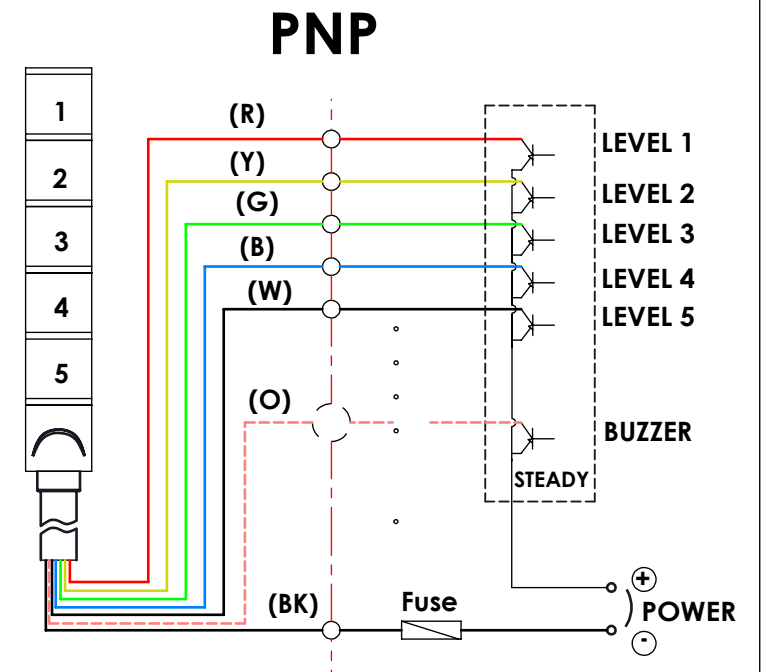 PNP
1
2
3
4
5
(R)
(Y)
(G)
(B)
(W)
(O)
(BK)
Fuse
LEVEL 1
LEVEL 2
LEVEL 3
LEVEL 4
LEVEL 5
BUZZER
STEADY
+
POWER
-